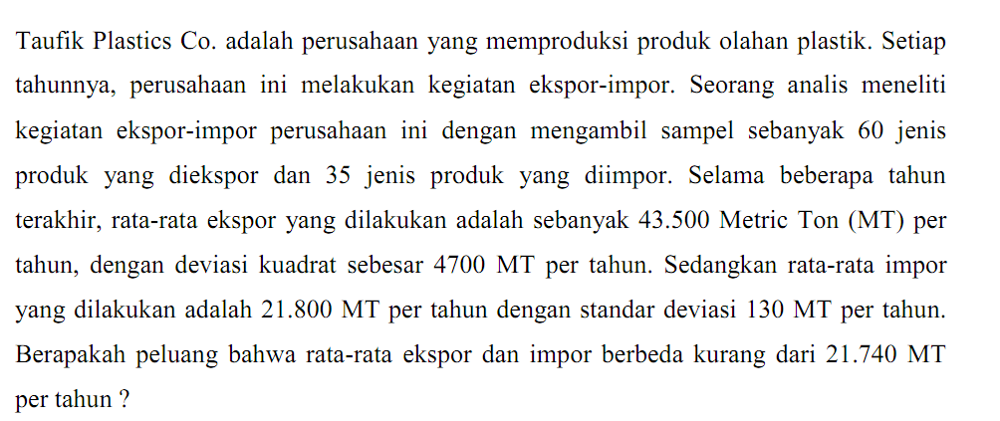 Taufik Plastics Co. adalah perusahaan yang memproduksi produk olahan plastik. Setiap
tahunnya, perusahaan ini melakukan kegiatan ekspor-impor. Seorang analis meneliti
kegiatan ekspor-impor perusahaan ini dengan mengambil sampel sebanyak 60 jenis
produk yang diekspor dan 35 jenis produk yang diimpor. Selama beberapa tahun
terakhir, rata-rata ekspor yang dilakukan adalah sebanyak 43.500 Metric Ton (MT) per
tahun, dengan deviasi kuadrat sebesar 4700 MT per tahun. Sedangkan rata-rata impor
yang dilakukan adalah 21.800 MT per tahun dengan standar deviasi 130 MT per tahun.
Berapakah peluang bahwa rata-rata ekspor dan impor berbeda kurang dari 21.740 MT
per tahun ?